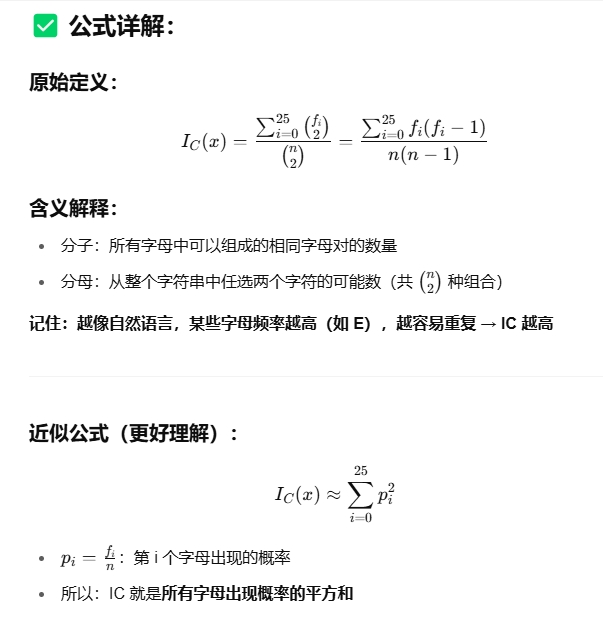 ✅ 公式详解：
原始定义：
$I_C(x) = \frac{\sum_{i=0}^{25} \binom{f_i}{2}}{\binom{n}{2}} = \frac{\sum_{i=0}^{25} f_i(f_i - 1)}{n(n - 1)}$
含义解释：
• 分子：所有字母中可以组成的相同字母对的数量
• 分母：从整个字符串中任选两个字符的可能数（共 $\binom{n}{2}$ 种组合）
记住：越像自然语言，某些字母频率越高（如 E），越容易重复 → IC 越高
近似公式（更好理解）：
$I_C(x) \approx \sum_{i=0}^{25} p_i^2$
• $p_i = \frac{f_i}{n}$：第 i 个字母出现的概率
• 所以：IC 就是所有字母出现概率的平方和